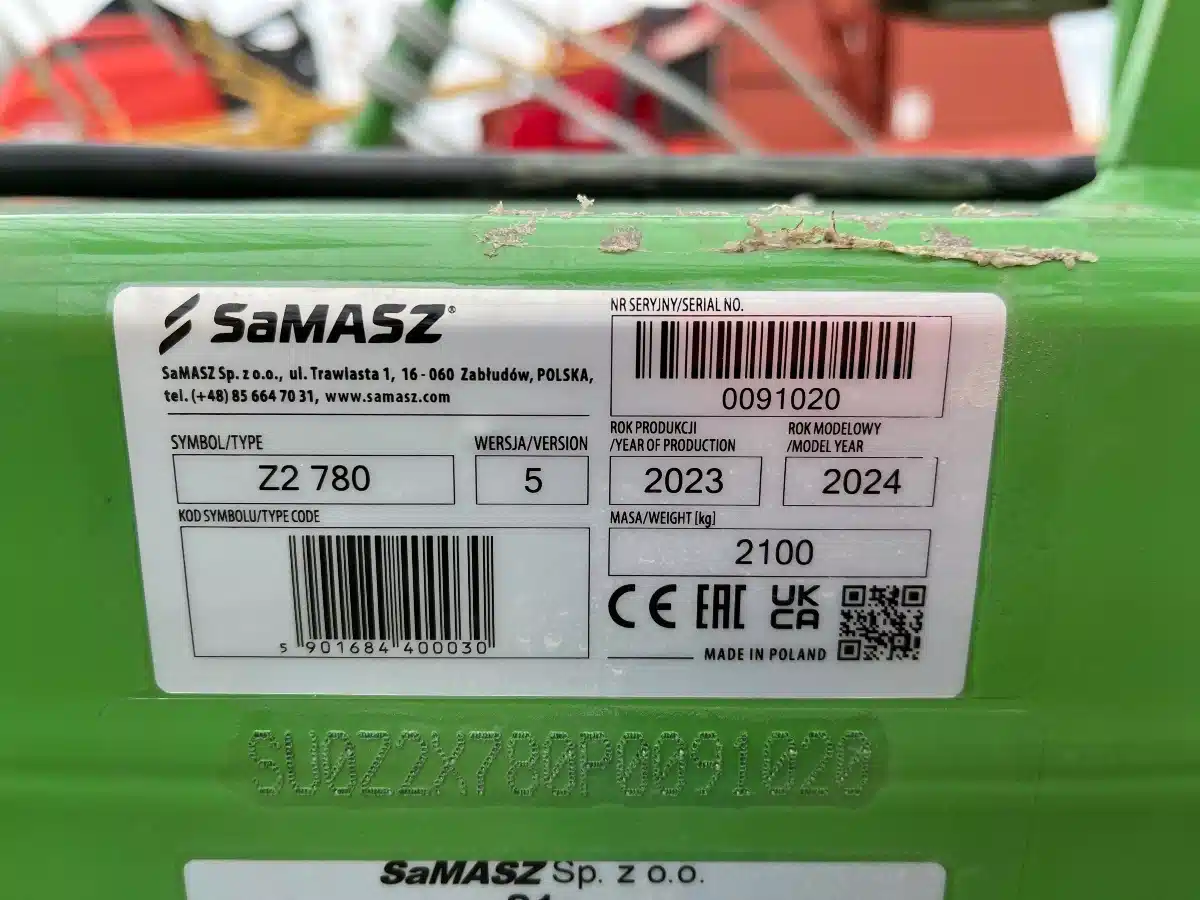 SaMASZ®
SaMASZ Sp. z o.o., ul. Trawiasta 1, 16 - 060 Zabłudów, POLSKA,
tel. (+48) 85 664 70 31, www.samasz.com
NR SERYJNY/SERIAL NO.
0091020
SYMBOL/TYPE
Z2 780
WERSJA/VERSION
5
ROK PRODUKCJI
/YEAR OF PRODUCTION
2023
ROK MODELOWY
/MODEL YEAR
2024
KOD SYMBOLU/TYPE CODE
5 901684 400030
MASA/WEIGHT [kg]
2100
CE EAC UK
CA
MADE IN POLAND
SU0Z2X780P0091020
SaMASZ Sp. z o.o.